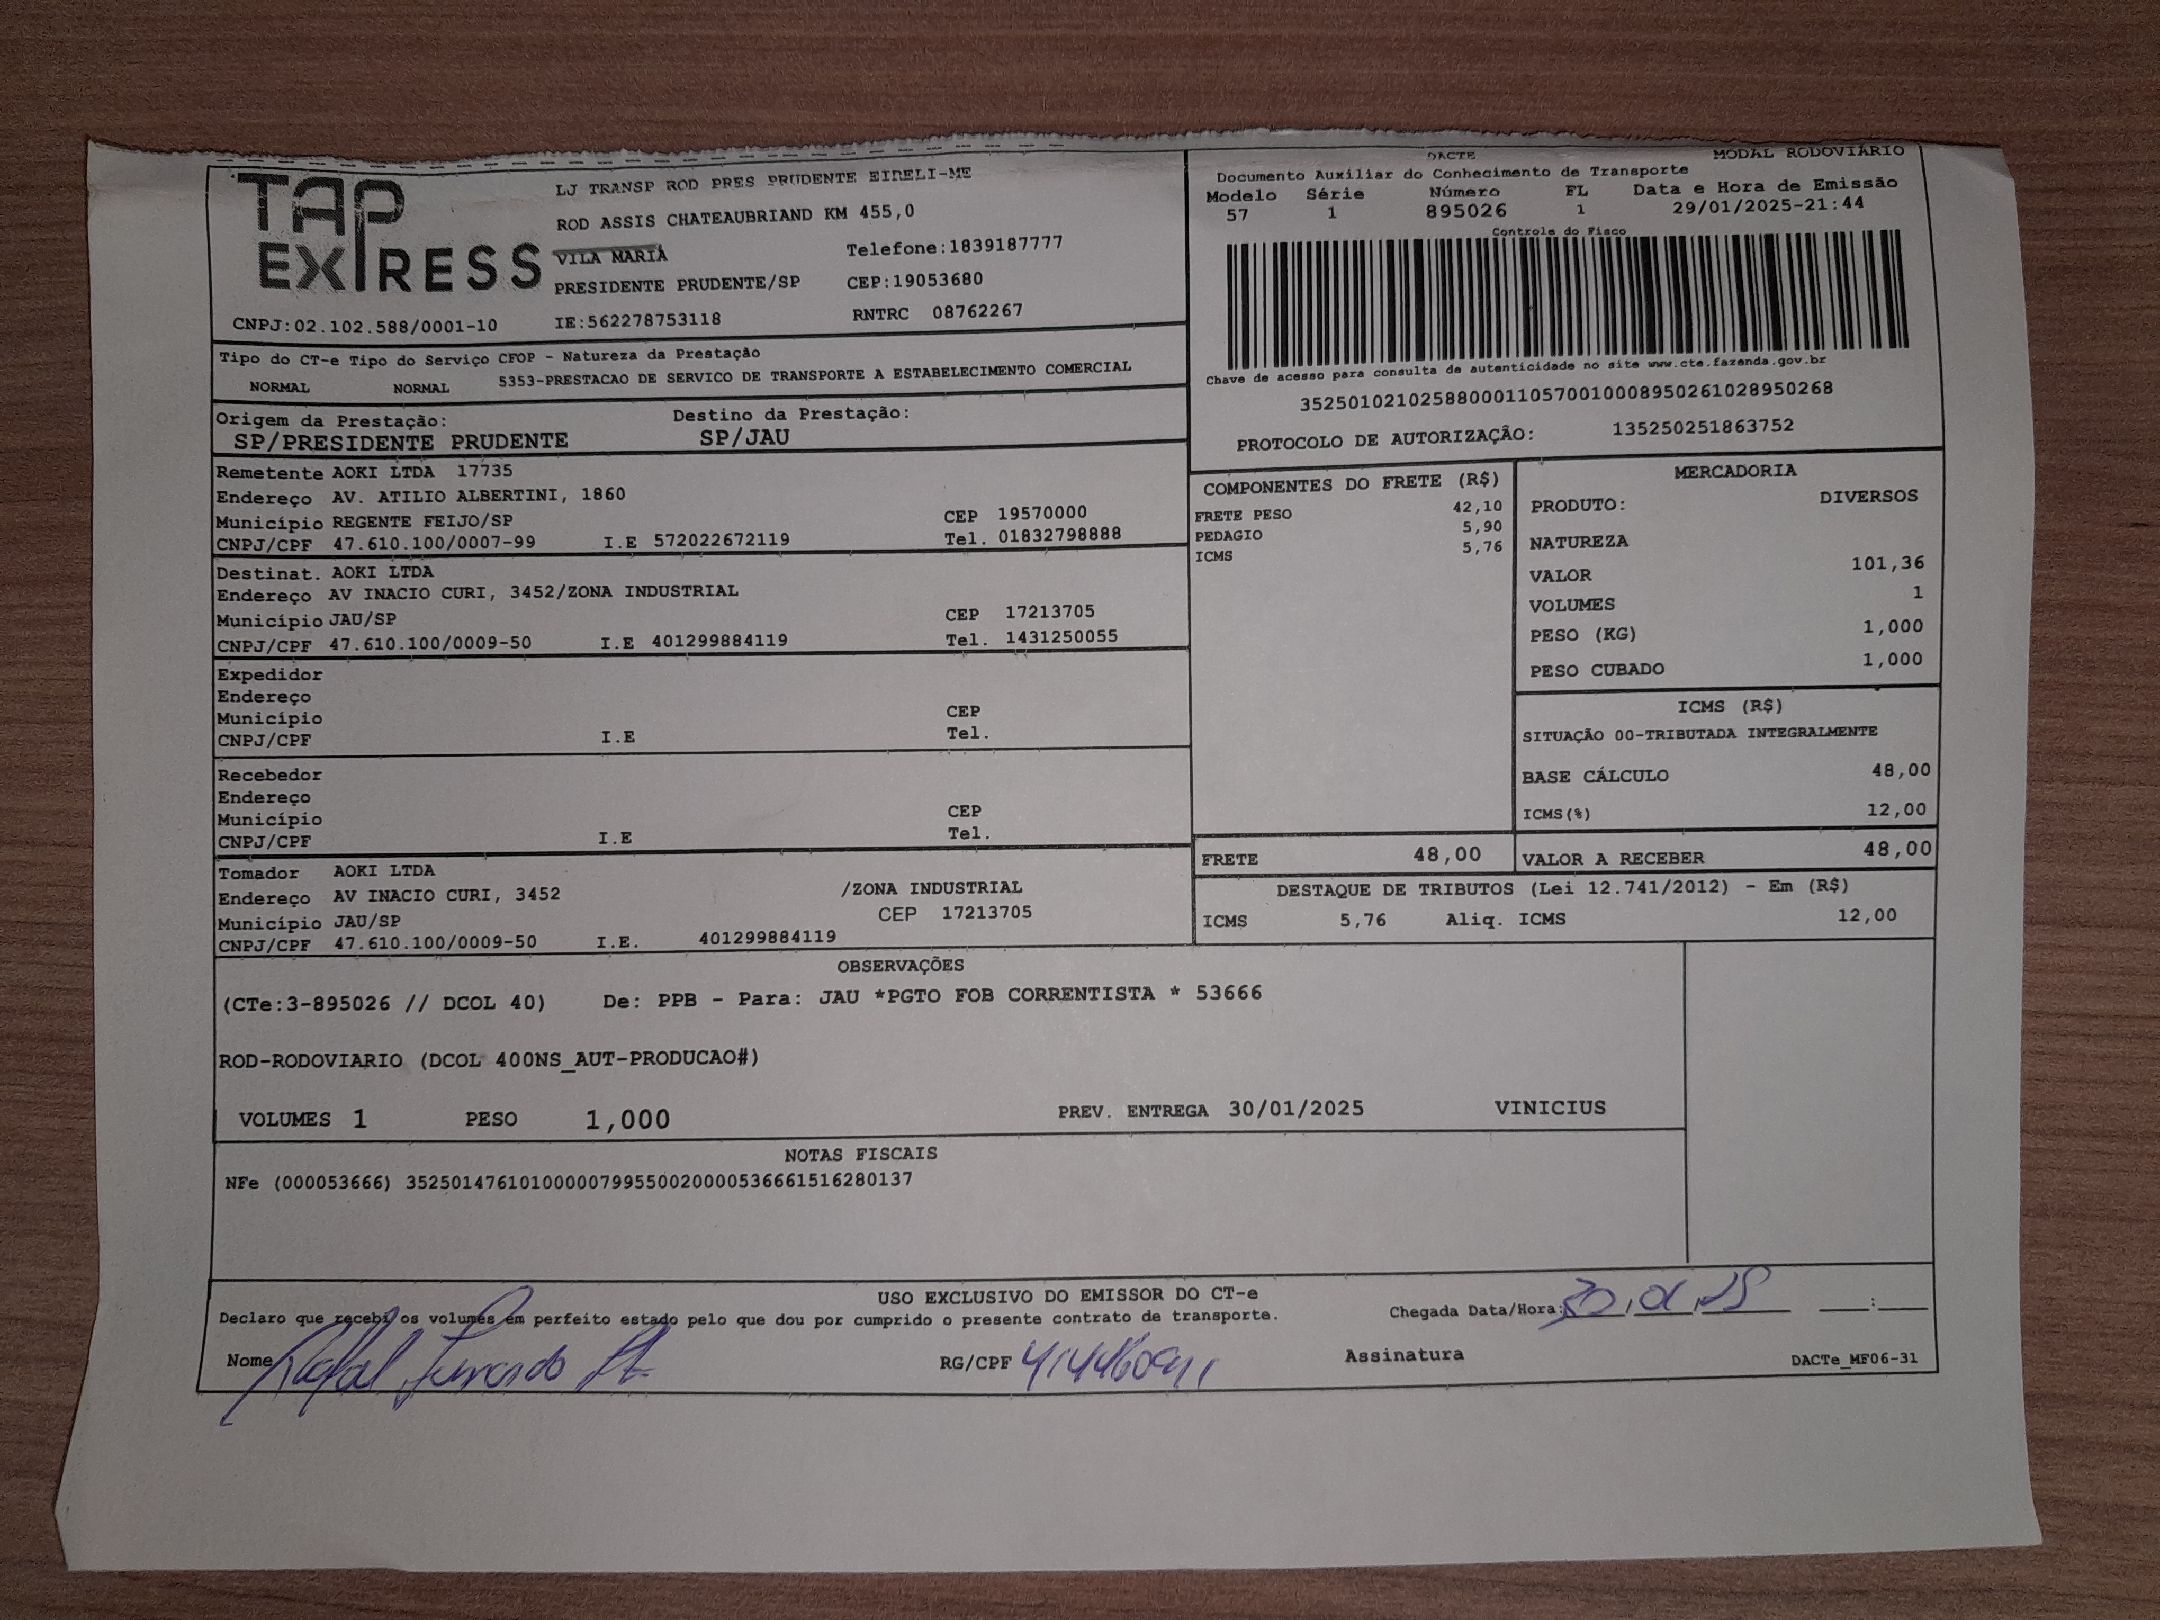 TAP EXPRESS
LJ TRANSP ROD PRES PRUDENTE EIRELI-ME
ROD ASSIS CHATEAUBRIAND KM 455,0
VILA MARIA Telefone:1839187777
PRESIDENTE PRUDENTE/SP CEP:19053680
CNPJ:02.102.588/0001-10 IE:562278753118 RNTRC 08762267
DACTE MODAL RODOVIÁRIO
Documento Auxiliar do Conhecimento de Transporte
Modelo Série Número FL Data e Hora de Emissão
57 1 895026 1 29/01/2025-21:44
Controle do Fisco
Chave de acesso para consulta de autenticidade no site www.cte.fazenda.gov.br
35250102102588000110570010008950261028950268
PROTOCOLO DE AUTORIZAÇÃO: 135250251863752
Tipo do CT-e Tipo do Serviço CFOP - Natureza da Prestação
NORMAL NORMAL 5353-PRESTACAO DE SERVICO DE TRANSPORTE A ESTABELECIMENTO COMERCIAL
Origem da Prestação: Destino da Prestação:
SP/PRESIDENTE PRUDENTE SP/JAU
Remetente AOKI LTDA 17735
Endereço AV. ATILIO ALBERTINI, 1860
Município REGENTE FEIJO/SP CEP 19570000
CNPJ/CPF 47.610.100/0007-99 I.E 572022672119 Tel. 01832798888
Destinat. AOKI LTDA
Endereço AV INACIO CURI, 3452/ZONA INDUSTRIAL
Município JAU/SP CEP 17213705
CNPJ/CPF 47.610.100/0009-50 I.E 401299884119 Tel. 1431250055
Expedidor
Endereço
Município CEP
CNPJ/CPF I.E Tel.
Recebedor
Endereço
Município CEP
CNPJ/CPF I.E Tel.
Tomador AOKI LTDA
Endereço AV INACIO CURI, 3452 /ZONA INDUSTRIAL
Município JAU/SP CEP 17213705
CNPJ/CPF 47.610.100/0009-50 I.E. 401299884119
COMPONENTES DO FRETE (R$)
FRETE PESO 42,10
PEDAGIO 5,90
ICMS 5,76
MERCADORIA
PRODUTO: DIVERSOS
NATUREZA
VALOR 101,36
VOLUMES 1
PESO (KG) 1,000
PESO CUBADO 1,000
ICMS (R$)
SITUAÇÃO 00-TRIBUTADA INTEGRALMENTE
BASE CÁLCULO 48,00
ICMS(%) 12,00
FRETE 48,00 VALOR A RECEBER 48,00
DESTAQUE DE TRIBUTOS (Lei 12.741/2012) - Em (R$)
ICMS 5,76 Aliq. ICMS 12,00
OBSERVAÇÕES
(CTe:3-895026 // DCOL 40) De: PPB - Para: JAU *PGTO FOB CORRENTISTA * 53666
ROD-RODOVIARIO (DCOL 400NS_AUT-PRODUCAO#)
VOLUMES 1 PESO 1,000 PREV. ENTREGA 30/01/2025 VINICIUS
NOTAS FISCAIS
NFe (000053666) 35250147610100000799550020000536661516280137
USO EXCLUSIVO DO EMISSOR DO CT-e
Declaro que recebi os volumes em perfeito estado pelo que dou por cumprido o presente contrato de transporte. Chegada Data/Hora: 30,01,25 __:__
Nome Rafael RG/CPF Assinatura DACTe_MF06-31